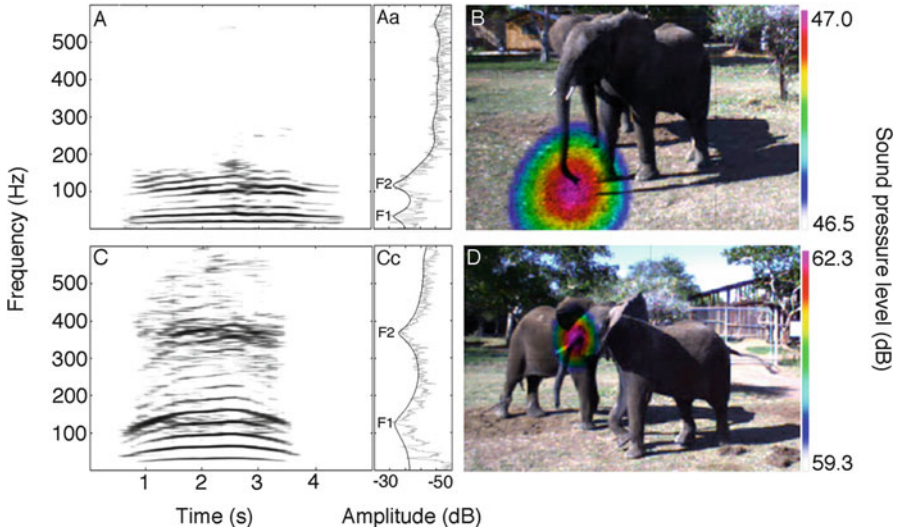 A
Aa
B
47.0
46.5
500
400
300
200
100
F2
F1
C
Cc
D
62.3
59.3
500
400
300
200
100
F2
F1
1 2 3 4
-30 -50
Time (s)
Amplitude (dB)
Frequency (Hz)
Sound pressure level (dB)